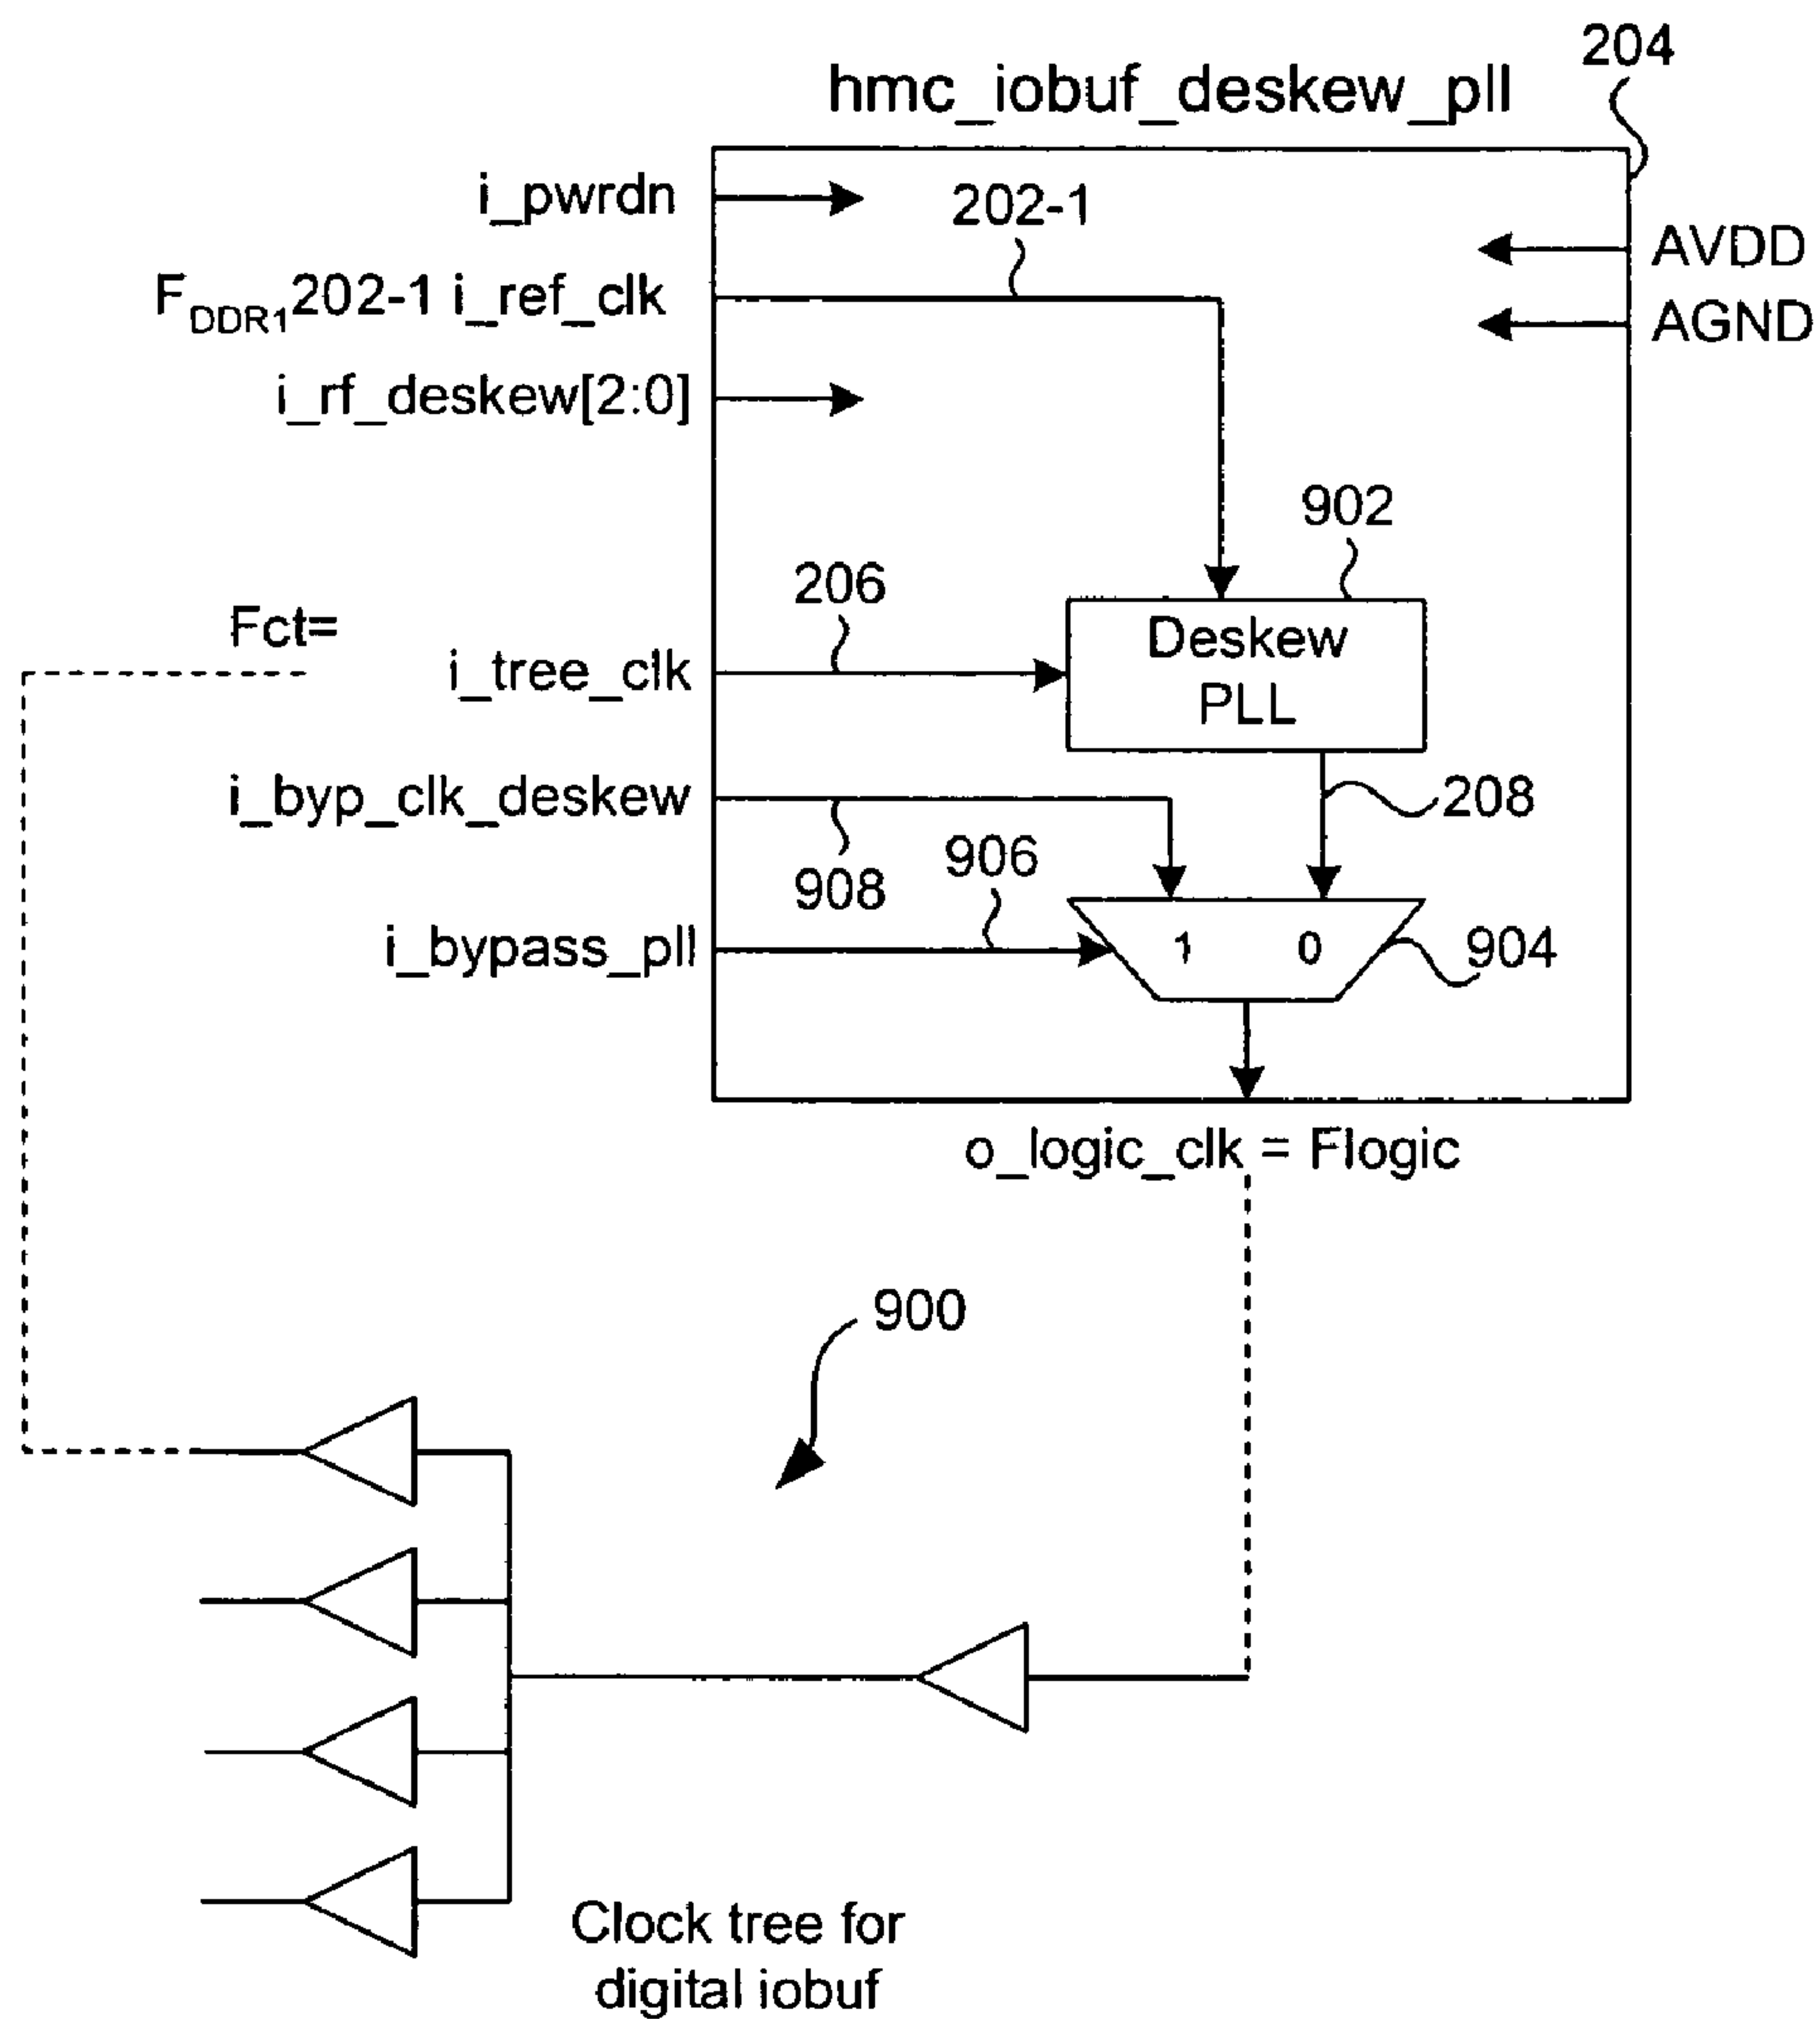 204
hmc_iobuf_deskew_pll
i_pwrdn
202-1
AVDD
FDDR1202-1 i_ref_clk
AGND
i_rf_deskew[2:0]
902
206
Fct=
Deskew
PLL
i_tree_clk
i_byp_clk_deskew
208
908
906
i_bypass_pll
1 0
904
o_logic_clk = Flogic
900
Clock tree for
digital iobuf